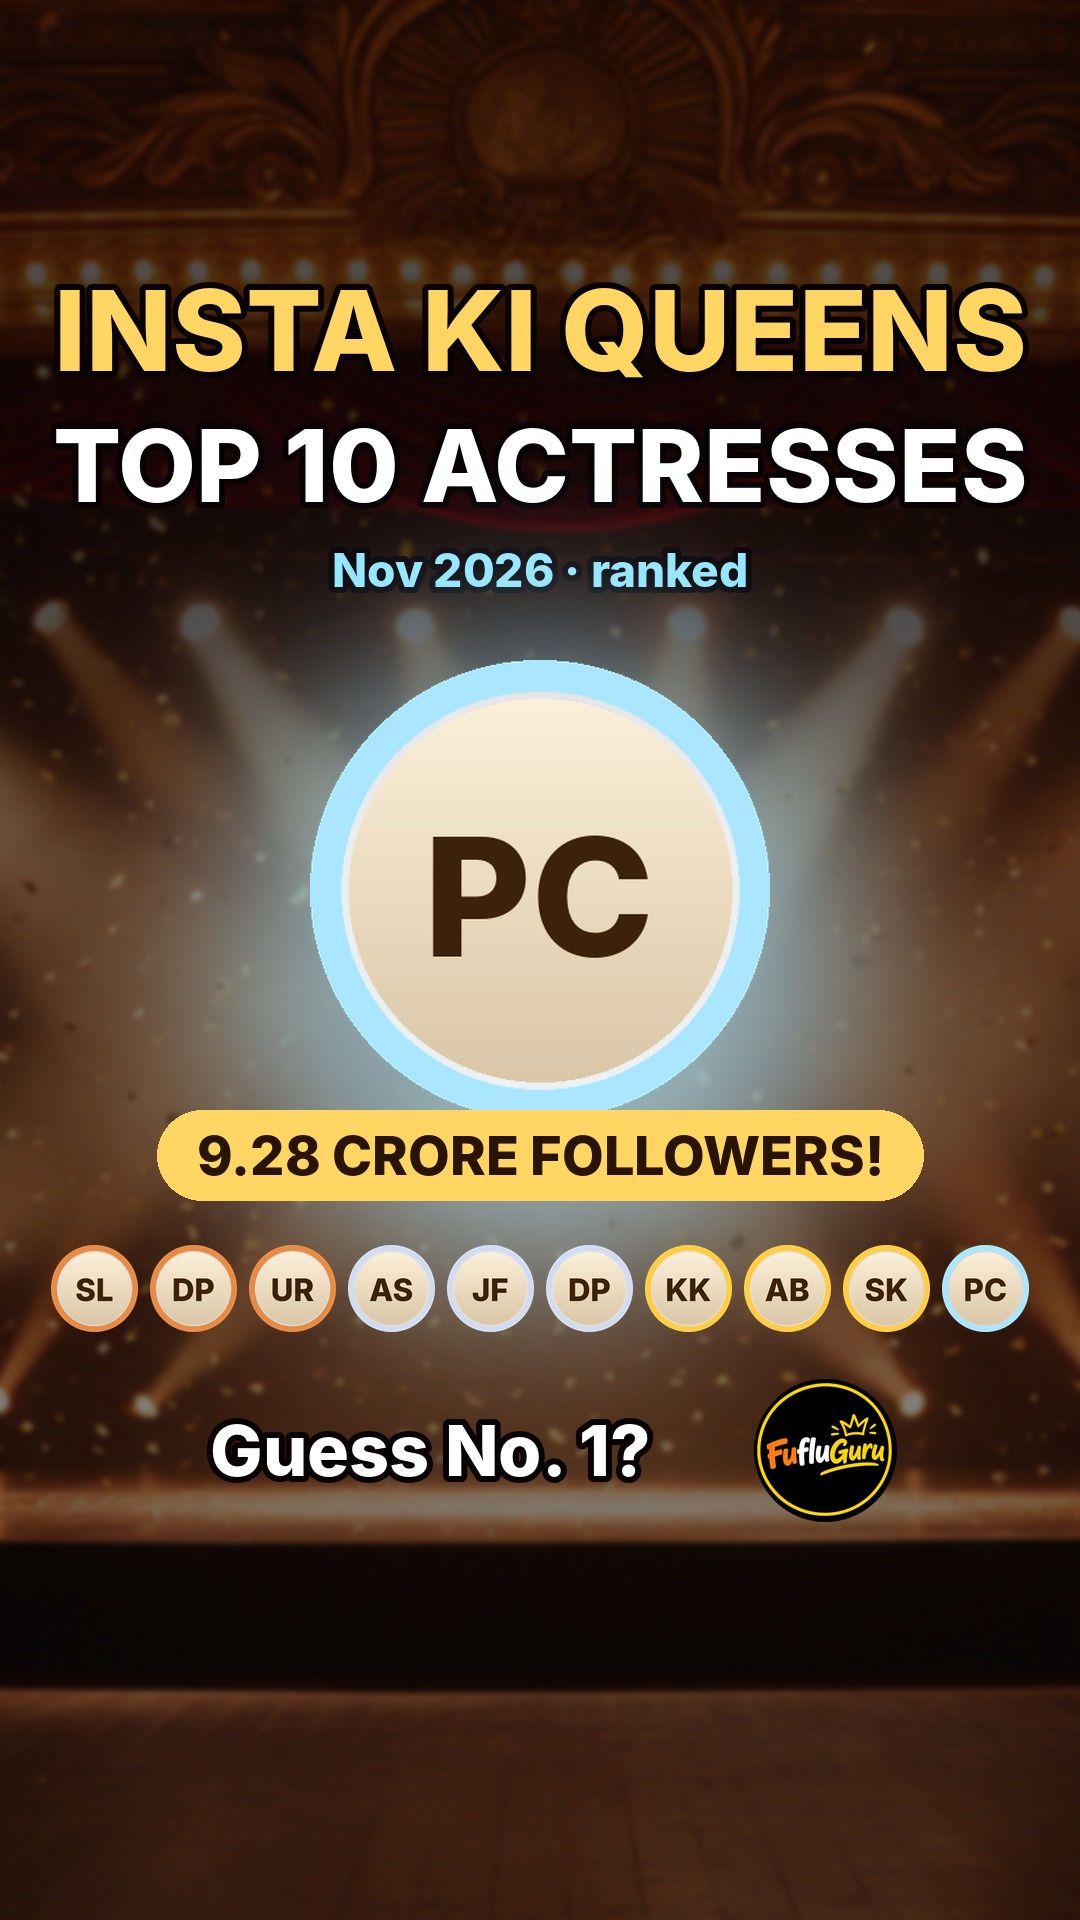 INSTA KI QUEENS
TOP 10 ACTRESSES
Nov 2026 · ranked
PC
9.28 CRORE FOLLOWERS!
SL DP UR AS JF DP KK AB SK PC
Guess No. 1?
FufluGuru